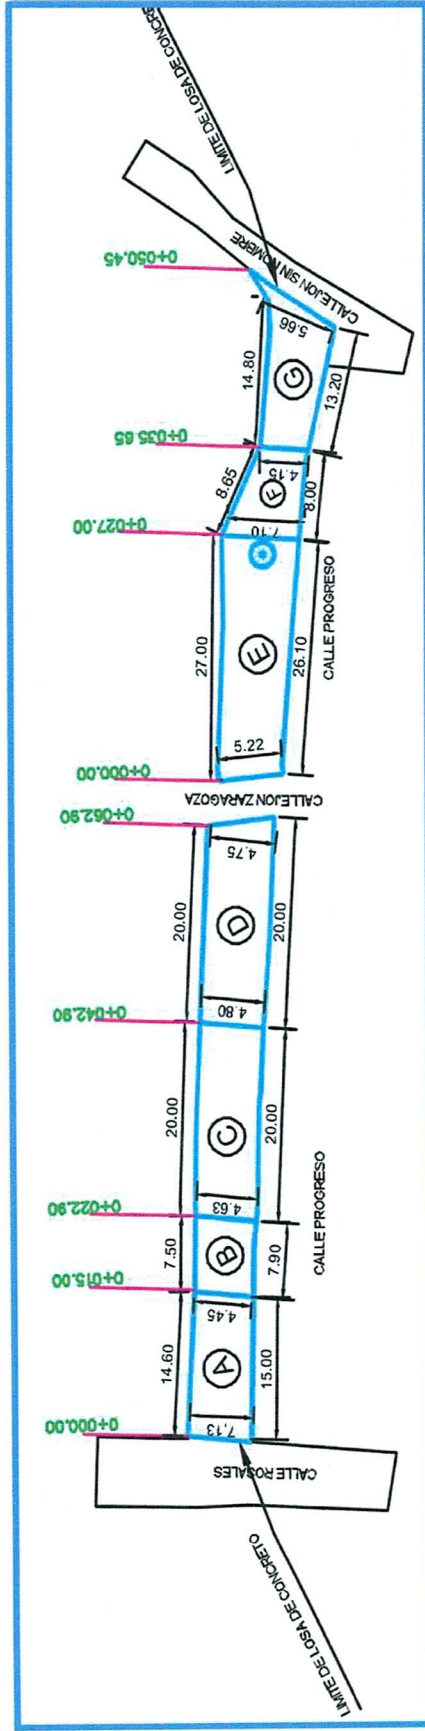 LIMITE DE LOSA DE CONCRE
CALLEJON SIN NOMBRE
0+050.45
14.80
5.66
G
13.20
0+035.65
8.65
4.15
F
8.00
0+027.00
7.10
27.00
E
26.10
CALLE PROGRESO
5.22
0+000.00
CALLEJON ZARAGOZA
0+062.90
4.75
20.00
D
20.00
4.80
0+042.90
20.00
C
20.00
CALLE PROGRESO
4.63
0+022.90
7.50
B
7.90
0+015.00
4.45
14.60
A
15.00
7.13
0+000.00
CALLE ROSALES
LIMITE DE LOSA DE CONCRETO